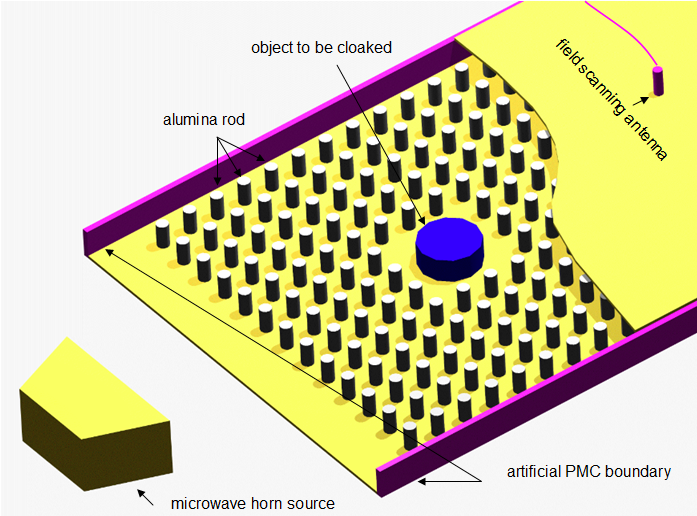 object to be cloaked
field scanning antenna
alumina rod
artificial PMC boundary
microwave horn source